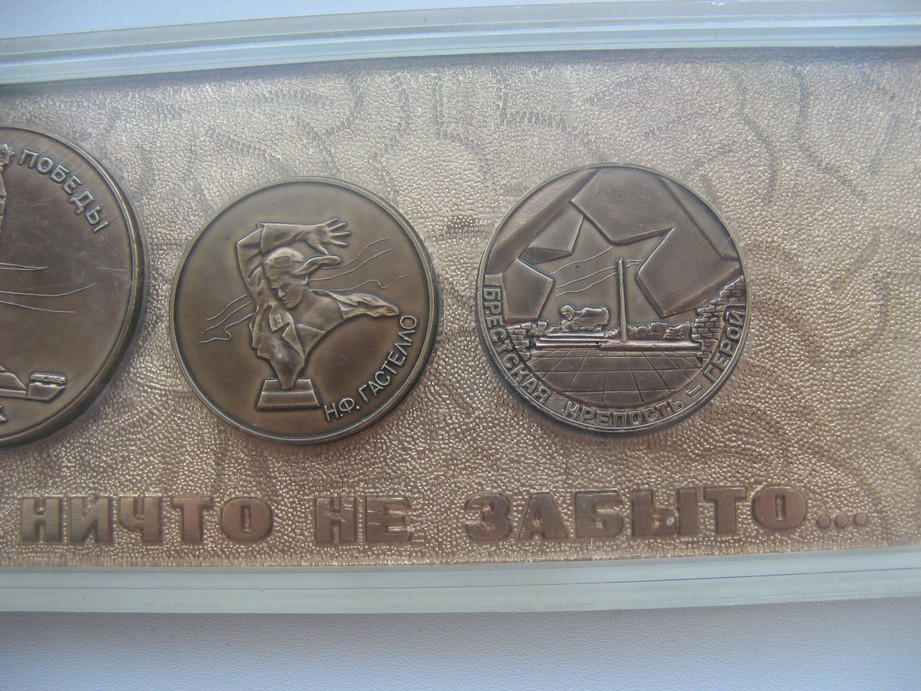 ПОБЕДЫ
Н.Ф. ГАСТЕЛЛО
БРЕСТСКАЯ КРЕПОСТЬ – ГЕРОЙ
НИЧТО НЕ ЗАБЫТО...